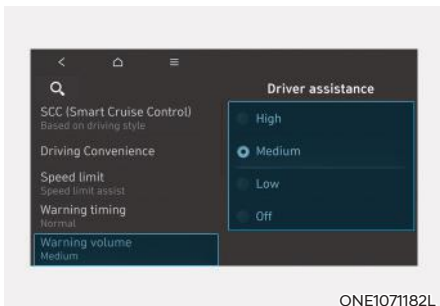 Driver assistance
SCC (Smart Cruise Control)
Based on driving style
Driving Convenience
Speed limit
Speed limit assist
Warning timing
Normal
Warning volume
Medium
High
Medium
Low
Off
ONE1071182L